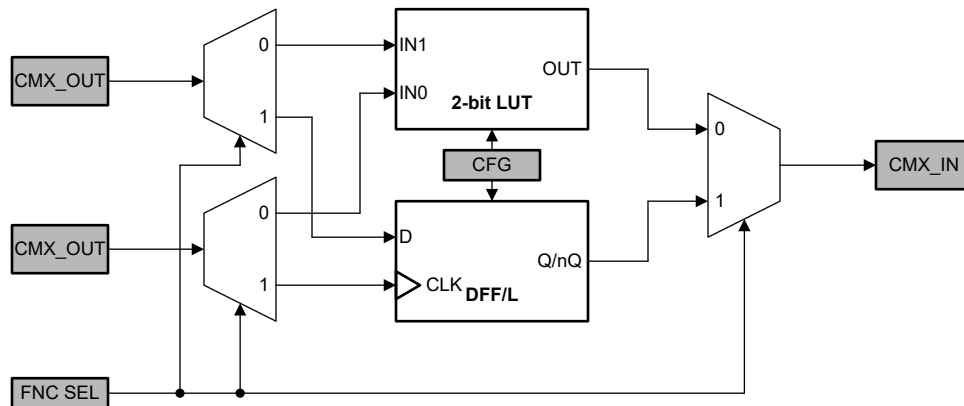 CMX_OUT
0
1
IN1
IN0
OUT
2-bit LUT
CFG
0
1
CMX_IN
CMX_OUT
0
1
D
CLK
Q/nQ
DFF/L
FNC SEL